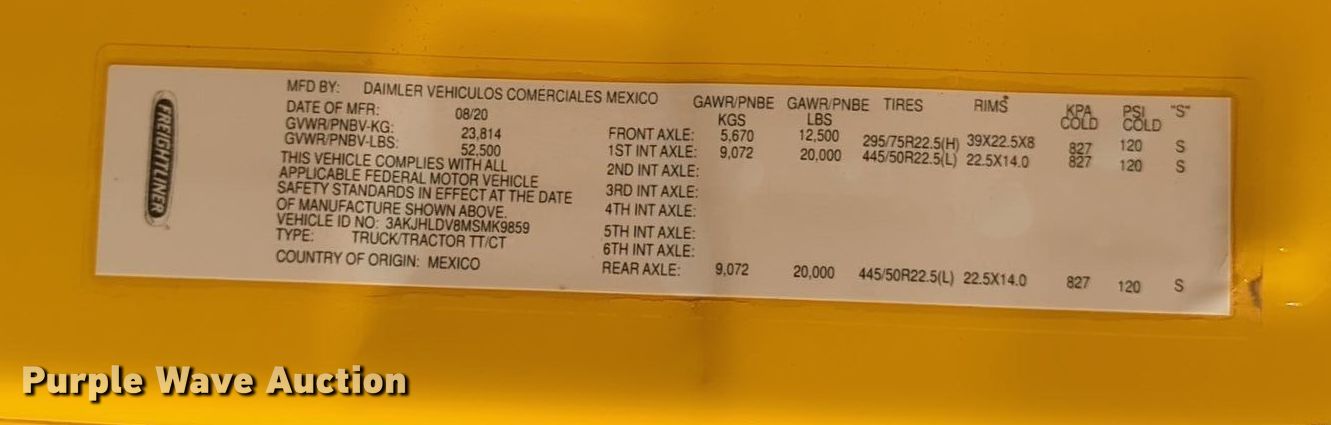 FREIGHTLINER
MFD BY: DAIMLER VEHICULOS COMERCIALES MEXICO
DATE OF MFR: 08/20
GVWR/PNBV-KG: 23,814
GVWR/PNBV-LBS: 52,500
THIS VEHICLE COMPLIES WITH ALL
APPLICABLE FEDERAL MOTOR VEHICLE
SAFETY STANDARDS IN EFFECT AT THE DATE
OF MANUFACTURE SHOWN ABOVE.
VEHICLE ID NO: 3AKJHLDV8MSMK9859
TYPE: TRUCK/TRACTOR TT/CT
COUNTRY OF ORIGIN: MEXICO
GAWR/PNBE GAWR/PNBE TIRES RIMS KPA PSI "S"
KGS LBS COLD COLD
FRONT AXLE: 5,670 12,500 295/75R22.5(H) 39X22.5X8 827 120 S
1ST INT AXLE: 9,072 20,000 445/50R22.5(L) 22.5X14.0 827 120 S
2ND INT AXLE:
3RD INT AXLE:
4TH INT AXLE:
5TH INT AXLE:
6TH INT AXLE:
REAR AXLE: 9,072 20,000 445/50R22.5(L) 22.5X14.0 827 120 S
Purple Wave Auction